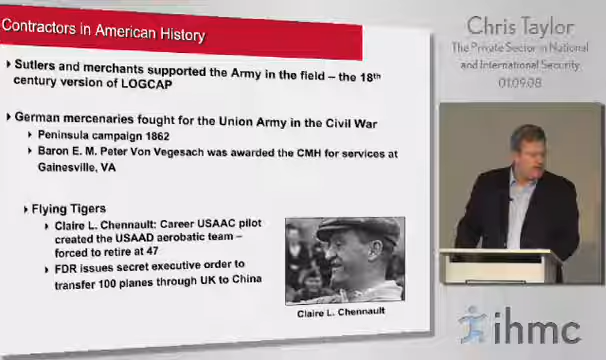 Contractors in American History
Sutlers and merchants supported the Army in the field – the 18th
century version of LOGCAP
German mercenaries fought for the Union Army in the Civil War
Peninsula campaign 1862
Baron E. M. Peter Von Vegesach was awarded the CMH for services at
Gainesville, VA
Flying Tigers
Claire L. Chennault: Career USAAC pilot
created the USAAD aerobatic team –
forced to retire at 47
FDR issues secret executive order to
transfer 100 planes through UK to China
Claire L. Chennault
Chris Taylor
The Private Sector in National
and International Security
01.09.08
ihmc